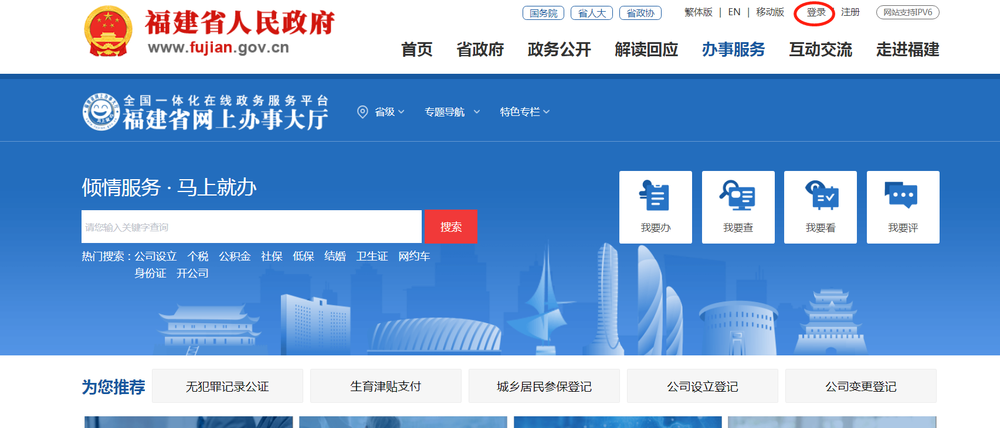 福建省人民政府
www.fujian.gov.cn
国务院 省人大 省政协 繁体版 | EN | 移动版 登录 注册 网站支持IPV6
首页 省政府 政务公开 解读回应 办事服务 互动交流 走进福建
全国一体化在线政务服务平台
福建省网上办事大厅
省级 专题导航 特色专栏
倾情服务 · 马上就办
请您输入关键字查询 搜索
热门搜索：公司设立 个税 公积金 社保 低保 结婚 卫生证 网约车
身份证 开公司
我要办 我要查 我要看 我要评
为您推荐 无犯罪记录公证 生育津贴支付 城乡居民参保登记 公司设立登记 公司变更登记